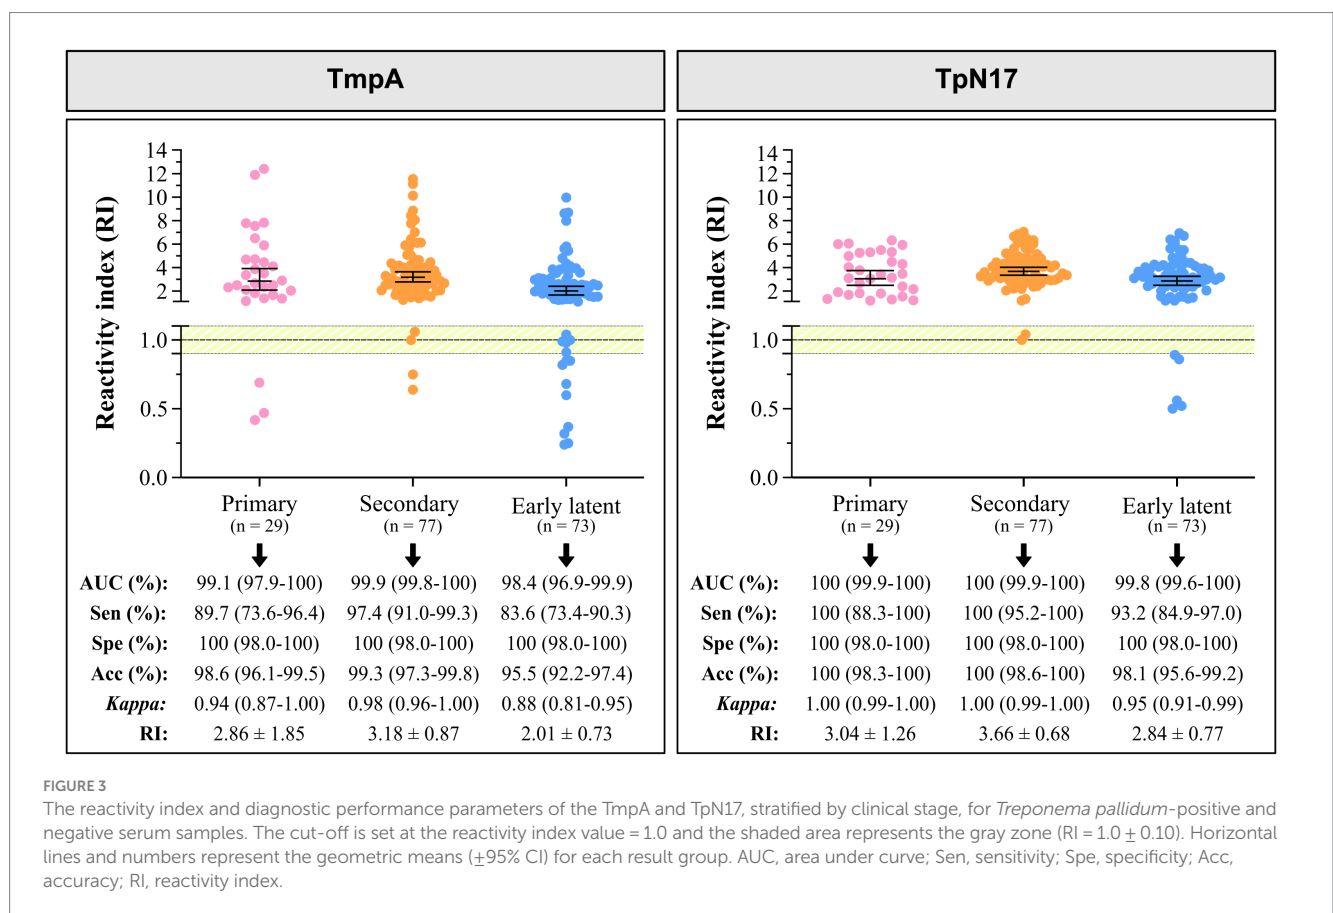 TmpA
TpN17
Reactivity index (RI)
14
12
10
8
6
4
2
1.0
0.5
0.0
Primary
(n = 29)
Secondary
(n = 77)
Early latent
(n = 73)
AUC (%): 99.1 (97.9-100) 99.9 (99.8-100) 98.4 (96.9-99.9)
Sen (%): 89.7 (73.6-96.4) 97.4 (91.0-99.3) 83.6 (73.4-90.3)
Spe (%): 100 (98.0-100) 100 (98.0-100) 100 (98.0-100)
Acc (%): 98.6 (96.1-99.5) 99.3 (97.3-99.8) 95.5 (92.2-97.4)
Kappa: 0.94 (0.87-1.00) 0.98 (0.96-1.00) 0.88 (0.81-0.95)
RI: 2.86 ± 1.85 3.18 ± 0.87 2.01 ± 0.73
Reactivity index (RI)
14
12
10
8
6
4
2
1.0
0.5
0.0
Primary
(n = 29)
Secondary
(n = 77)
Early latent
(n = 73)
AUC (%): 100 (99.9-100) 100 (99.9-100) 99.8 (99.6-100)
Sen (%): 100 (88.3-100) 100 (95.2-100) 93.2 (84.9-97.0)
Spe (%): 100 (98.0-100) 100 (98.0-100) 100 (98.0-100)
Acc (%): 100 (98.3-100) 100 (98.6-100) 98.1 (95.6-99.2)
Kappa: 1.00 (0.99-1.00) 1.00 (0.99-1.00) 0.95 (0.91-0.99)
RI: 3.04 ± 1.26 3.66 ± 0.68 2.84 ± 0.77
FIGURE 3
The reactivity index and diagnostic performance parameters of the TmpA and TpN17, stratified by clinical stage, for Treponema pallidum-positive and
negative serum samples. The cut-off is set at the reactivity index value = 1.0 and the shaded area represents the gray zone (RI = 1.0 ± 0.10). Horizontal
lines and numbers represent the geometric means (±95% CI) for each result group. AUC, area under curve; Sen, sensitivity; Spe, specificity; Acc,
accuracy; RI, reactivity index.